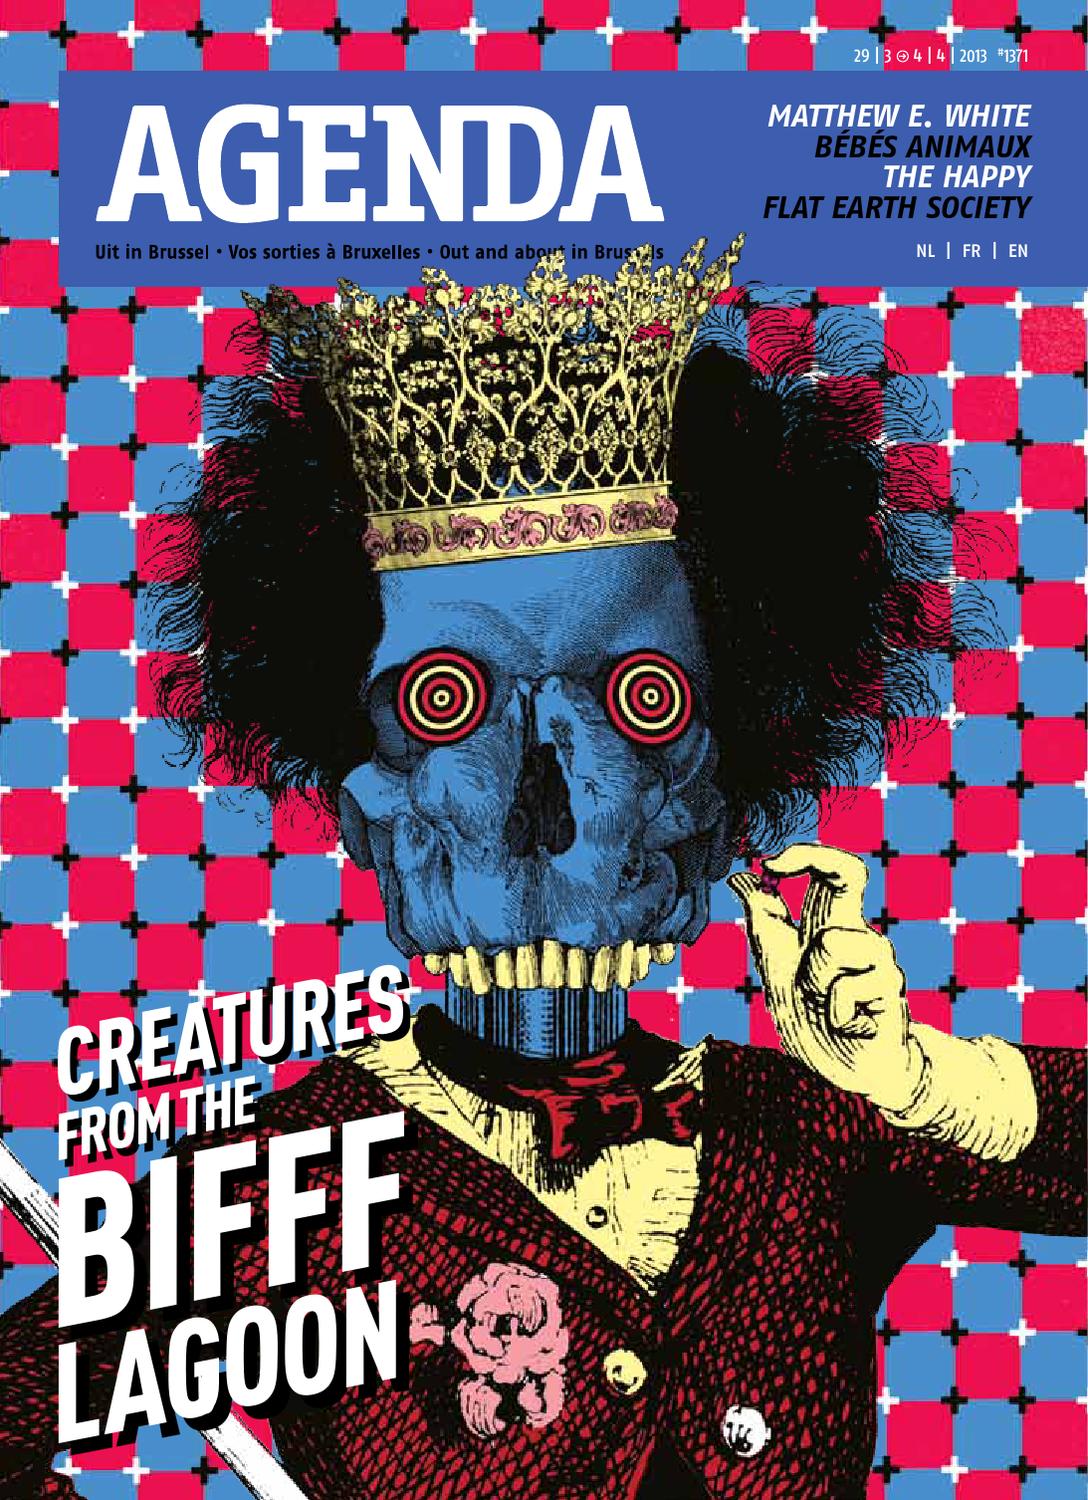 29 | 3 → 4 | 4 | 2013 #1371
AGENDA
MATTHEW E. WHITE
BÉBÉS ANIMAUX
THE HAPPY
FLAT EARTH SOCIETY
Uit in Brussel • Vos sorties à Bruxelles • Out and about in Brussels
NL | FR | EN
CREATURES
FROM THE
BIFFF
LAGOON